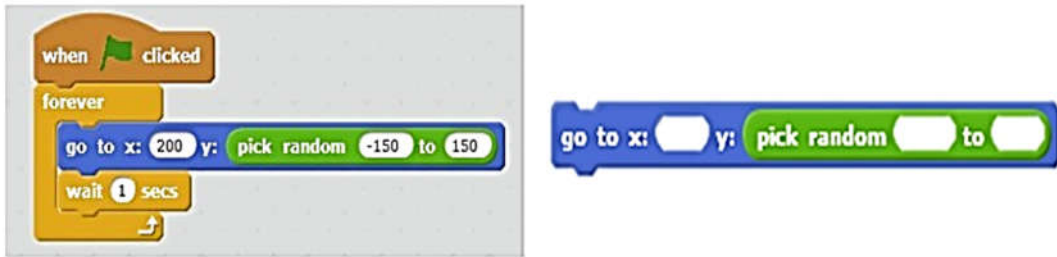 when clicked
forever
go to x: 200 y: pick random -150 to 150
wait 1 secs
go to x: y: pick random to